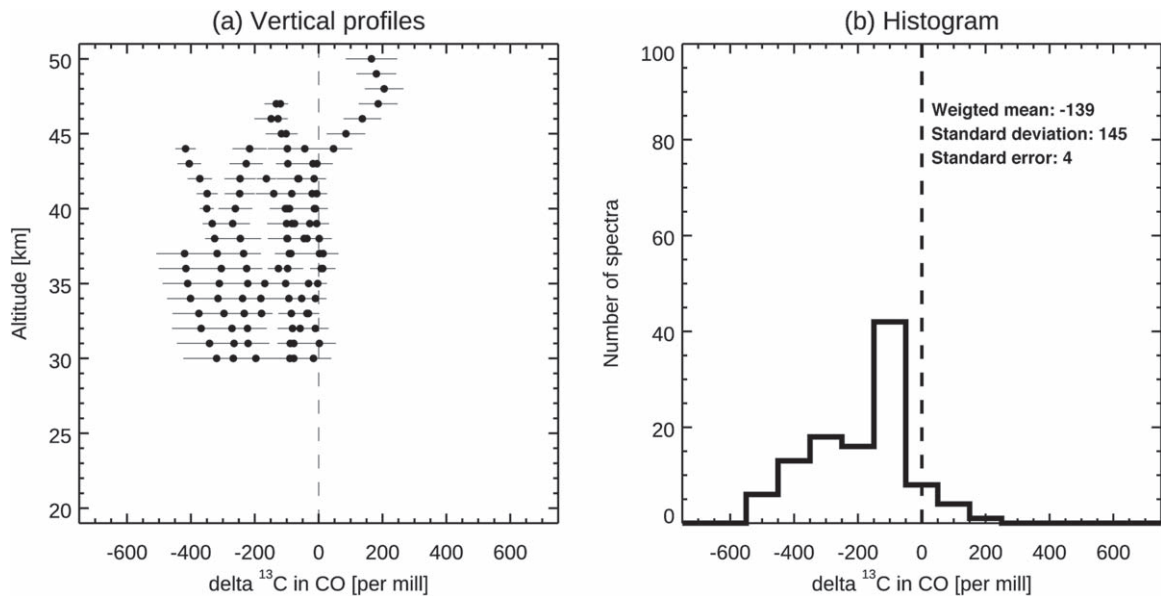 (a) Vertical profiles
50
45
40
35
30
25
20
Altitude [km]
-600 -400 -200 0 200 400 600
delta ¹³C in CO [per mill]
(b) Histogram
100
80
60
40
20
0
Number of spectra
Weigted mean: -139
Standard deviation: 145
Standard error: 4
-600 -400 -200 0 200 400 600
delta ¹³C in CO [per mill]